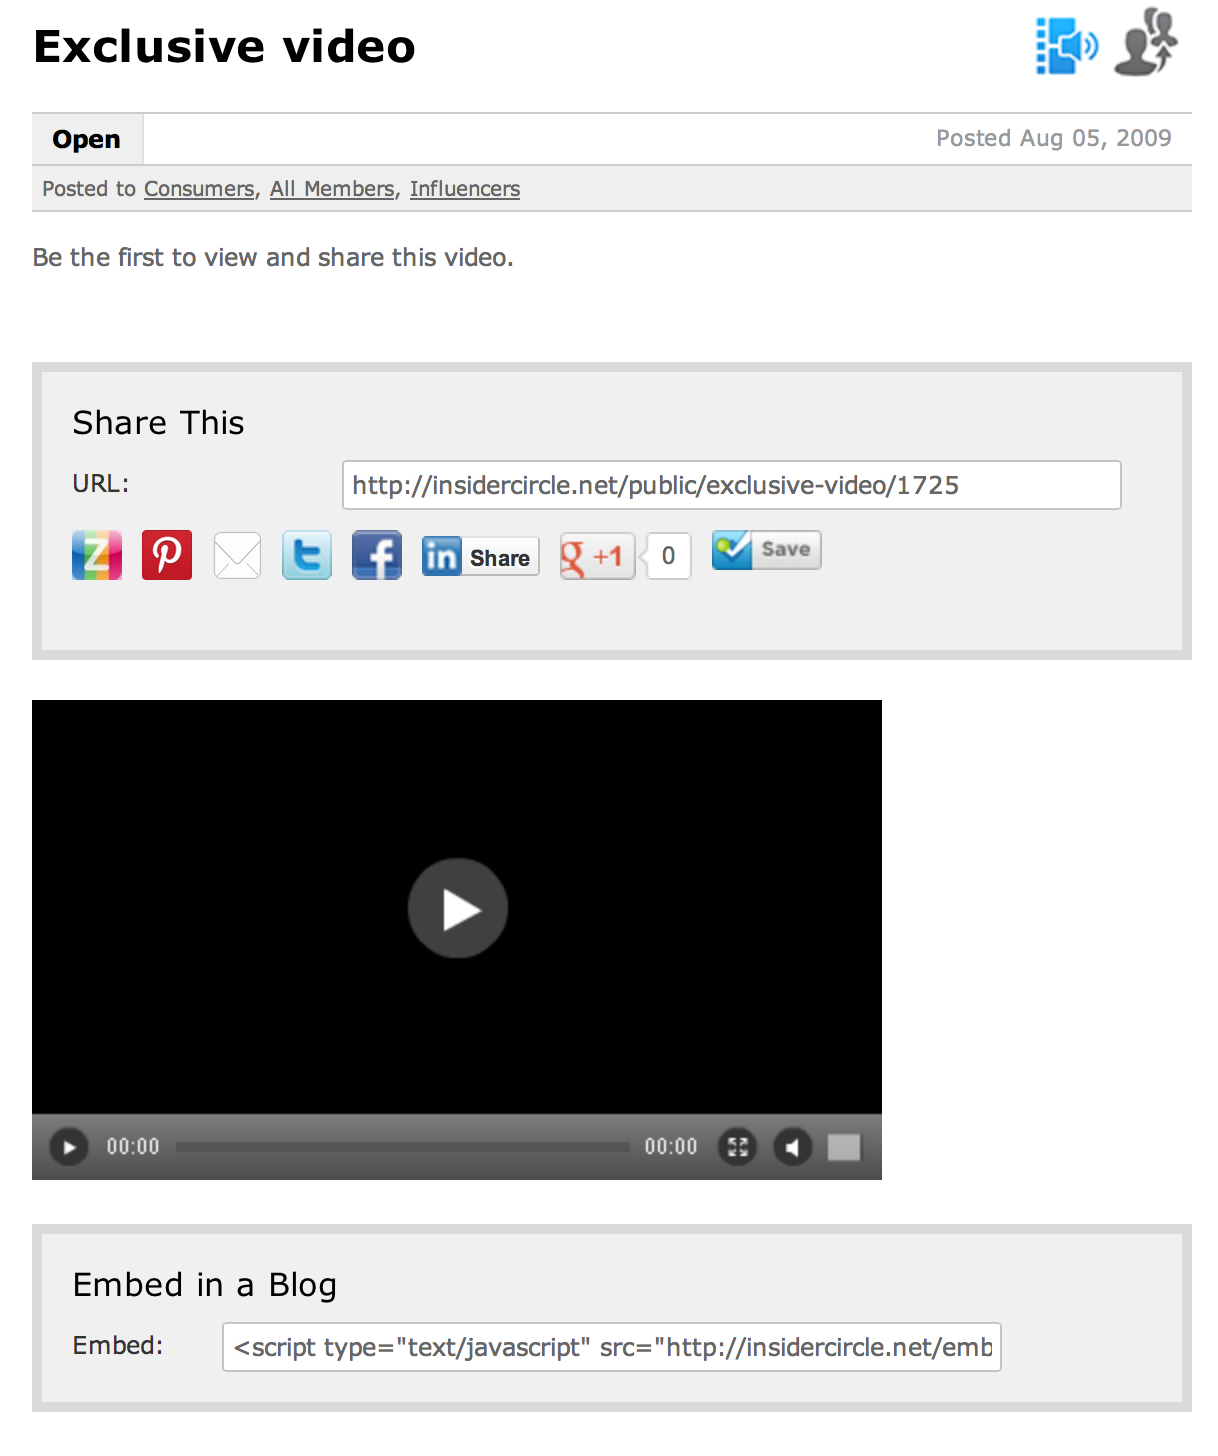 Exclusive video
Open
Posted Aug 05, 2009
Posted to Consumers, All Members, Influencers
Be the first to view and share this video.
Share This
URL:
http://insidercircle.net/public/exclusive-video/1725
Z
in Share
g +1
0
Save
00:00
00:00
Embed in a Blog
Embed:
<script type="text/javascript" src="http://insidercircle.net/emb